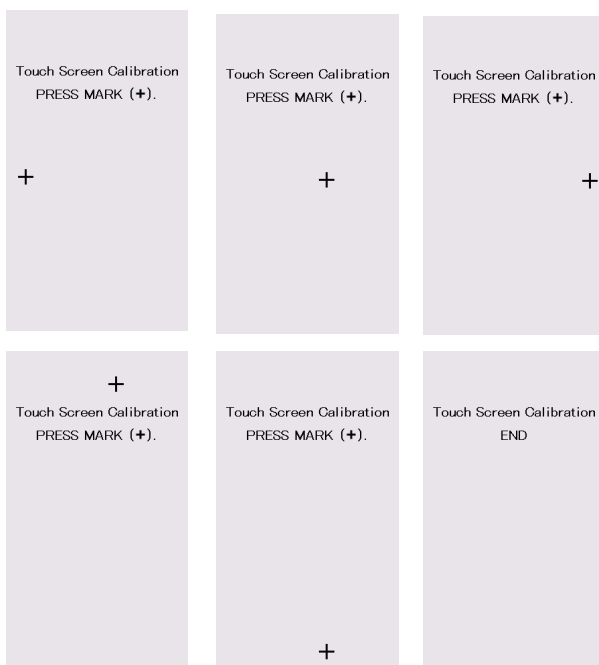 Touch Screen Calibration
PRESS MARK (+).
+
Touch Screen Calibration
PRESS MARK (+).
+
Touch Screen Calibration
PRESS MARK (+).
+
+
Touch Screen Calibration
PRESS MARK (+).
Touch Screen Calibration
PRESS MARK (+).
+
Touch Screen Calibration
END